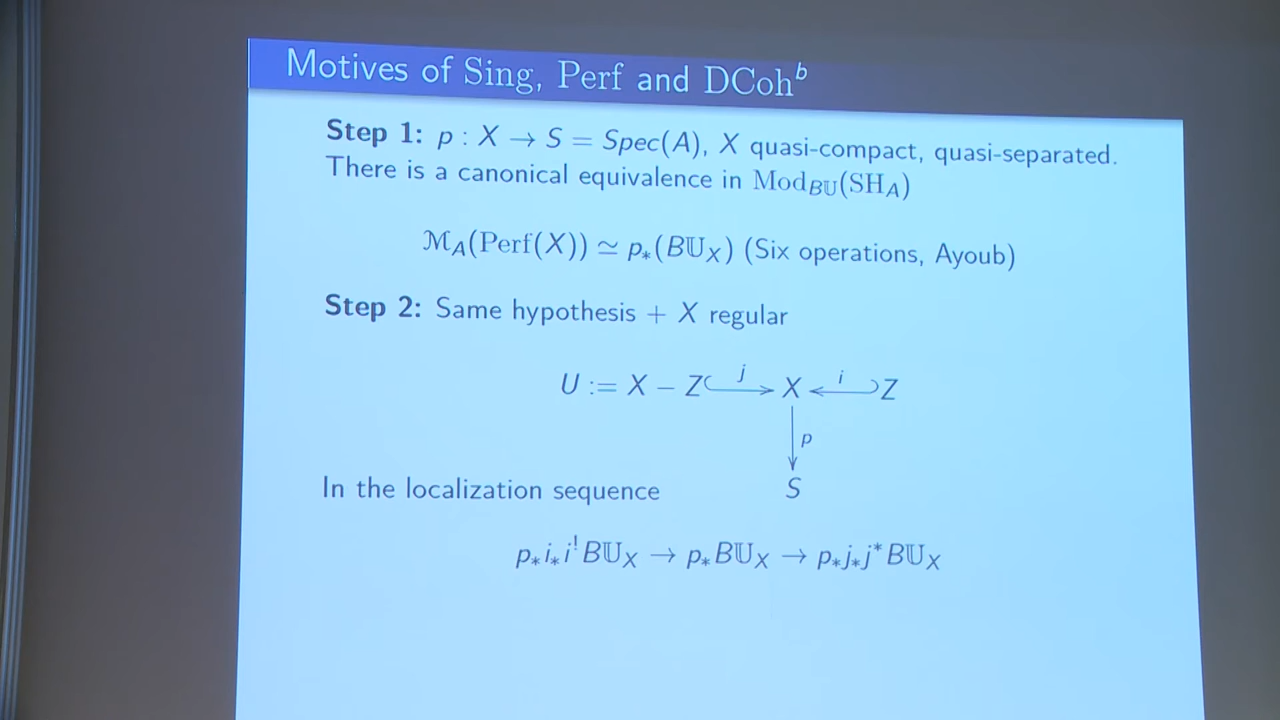 Motives of Sing, Perf and DCohᵇ
Step 1: p : X → S = Spec(A), X quasi-compact, quasi-separated.
There is a canonical equivalence in Mod_{B𝕌}(SH_A)
ℳ_A(Perf(X)) ≃ p_*(B𝕌_X) (Six operations, Ayoub)
Step 2: Same hypothesis + X regular
U := X − Z ↪ X ↩ Z
j
i
p
S
In the localization sequence
p_*i_*i^!B𝕌_X → p_*B𝕌_X → p_*j_*j^*B𝕌_X